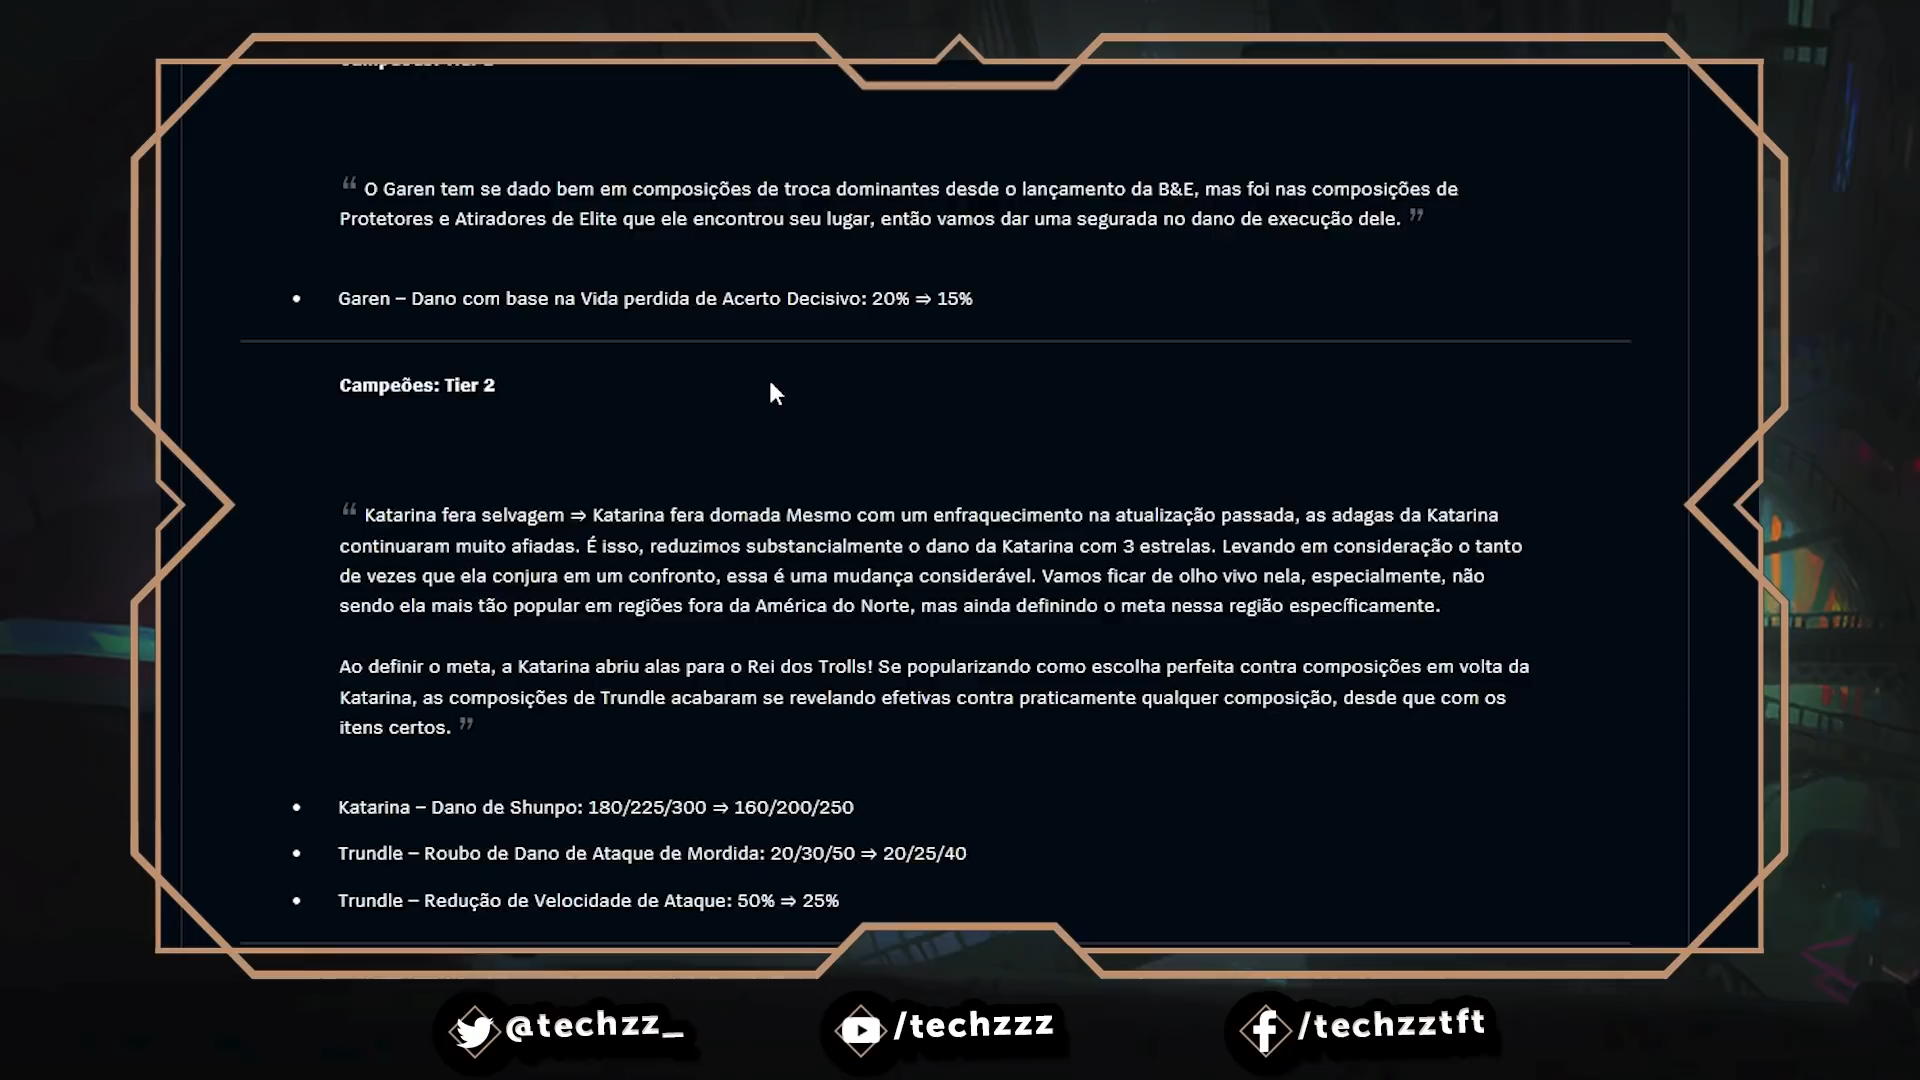 “ O Garen tem se dado bem em composições de troca dominantes desde o lançamento da B&E, mas foi nas composições de
Protetores e Atiradores de Elite que ele encontrou seu lugar, então vamos dar uma segurada no dano de execução dele. ”
• Garen – Dano com base na Vida perdida de Acerto Decisivo: 20% ⇒ 15%
Campeões: Tier 2
“ Katarina fera selvagem ⇒ Katarina fera domada Mesmo com um enfraquecimento na atualização passada, as adagas da Katarina
continuaram muito afiadas. É isso, reduzimos substancialmente o dano da Katarina com 3 estrelas. Levando em consideração o tanto
de vezes que ela conjura em um confronto, essa é uma mudança considerável. Vamos ficar de olho vivo nela, especialmente, não
sendo ela mais tão popular em regiões fora da América do Norte, mas ainda definindo o meta nessa região específicamente.
Ao definir o meta, a Katarina abriu alas para o Rei dos Trolls! Se popularizando como escolha perfeita contra composições em volta da
Katarina, as composições de Trundle acabaram se revelando efetivas contra praticamente qualquer composição, desde que com os
itens certos. ”
• Katarina – Dano de Shunpo: 180/225/300 ⇒ 160/200/250
• Trundle – Roubo de Dano de Ataque de Mordida: 20/30/50 ⇒ 20/25/40
• Trundle – Redução de Velocidade de Ataque: 50% ⇒ 25%
@techzz_ /techzzz /techzztft